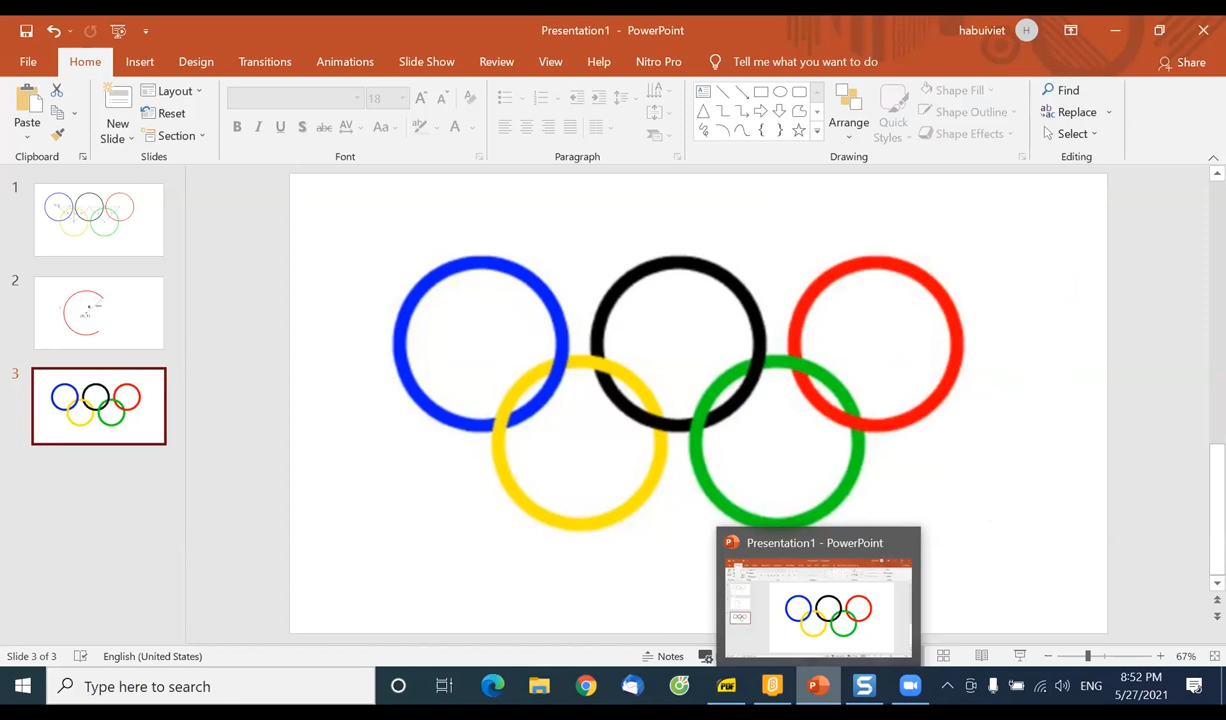 Presentation1 - PowerPoint
habuiviet
H
File Home Insert Design Transitions Animations Slide Show Review View Help Nitro Pro Tell me what you want to do Share
Paste
New Slide
Layout
Reset
Section
18
Aa
Arrange
Quick Styles
Shape Fill
Shape Outline
Shape Effects
Find
Replace
Select
Clipboard Slides Font Paragraph Drawing Editing
1
2
3
Presentation1 - PowerPoint
Slide 3 of 3 English (United States) Notes 67%
Type here to search
PDF
ENG
8:52 PM
5/27/2021